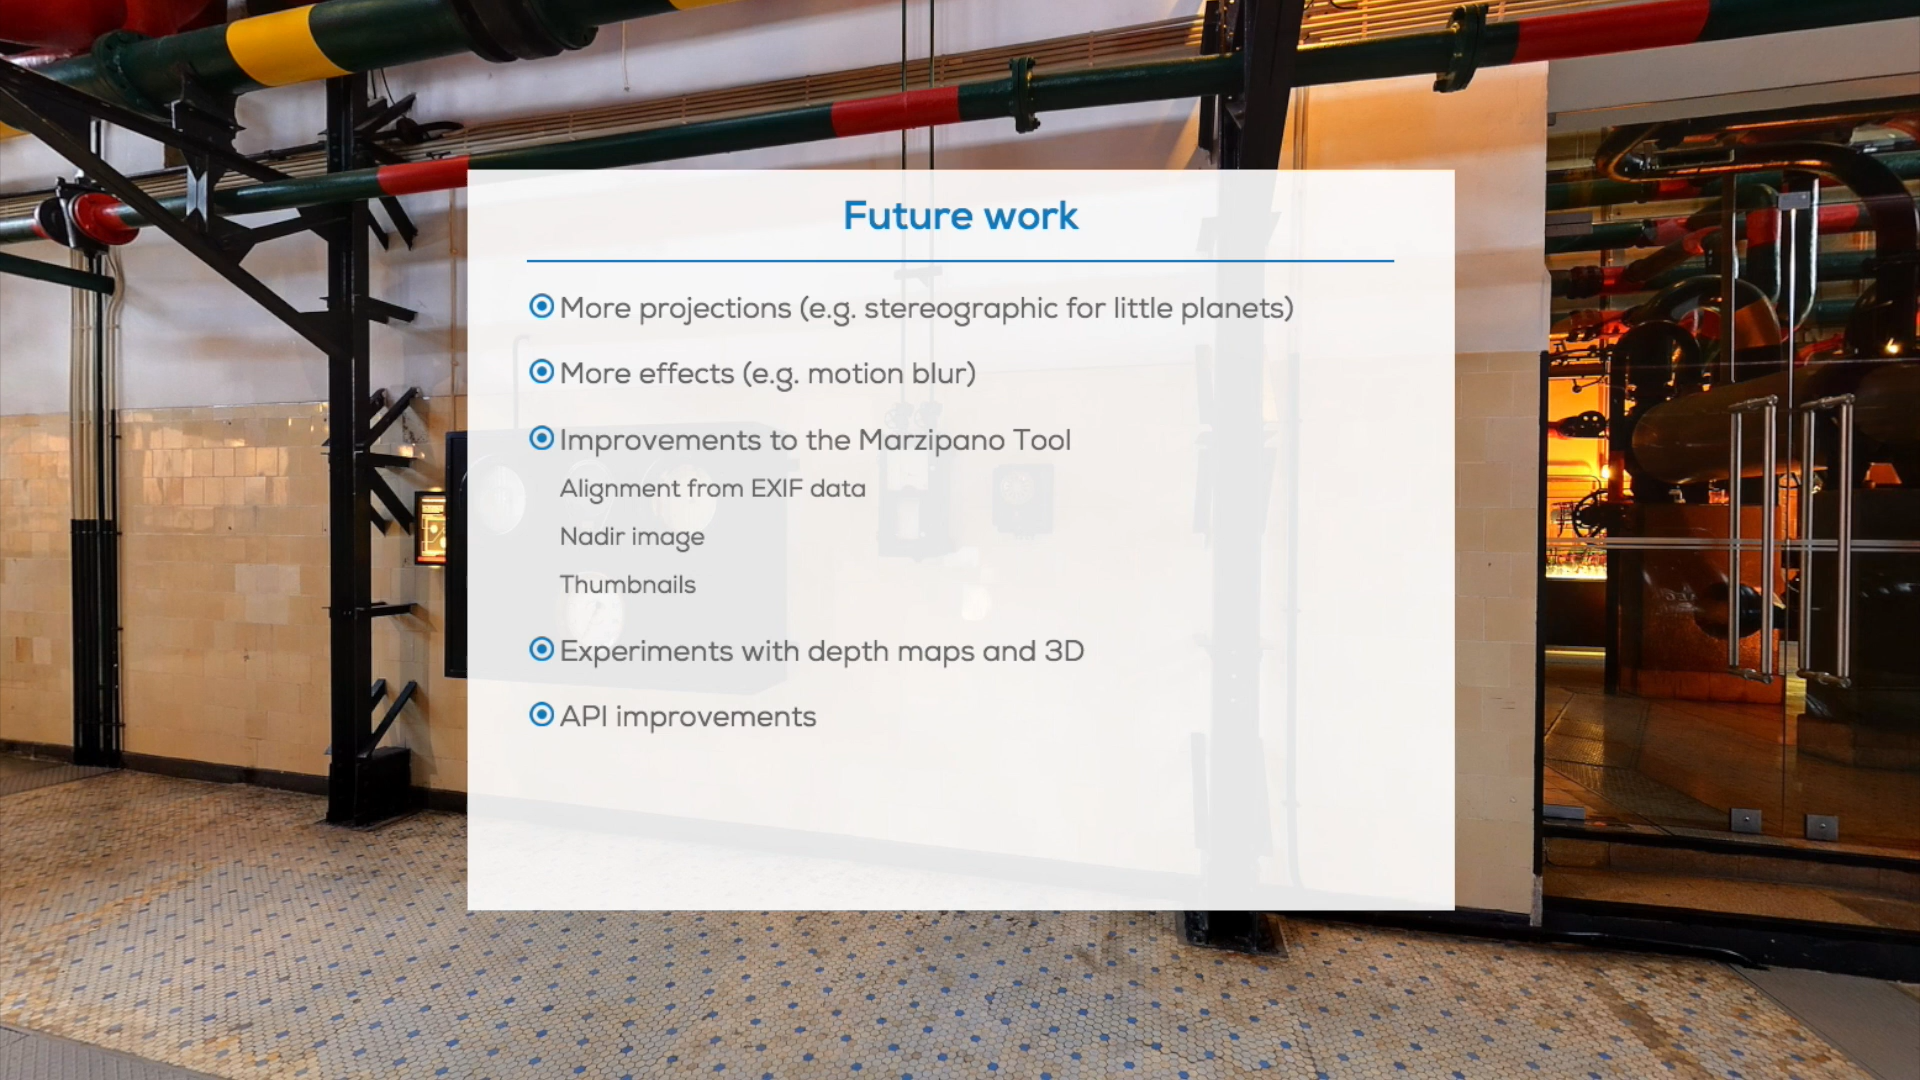 Future work
More projections (e.g. stereographic for little planets)
More effects (e.g. motion blur)
Improvements to the Marzipano Tool
Alignment from EXIF data
Nadir image
Thumbnails
Experiments with depth maps and 3D
API improvements